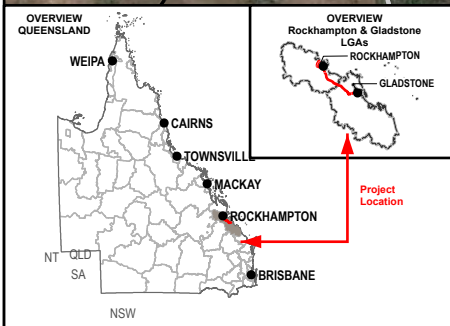 OVERVIEW
QUEENSLAND
WEIPA
CAIRNS
TOWNSVILLE
MACKAY
ROCKHAMPTON
BRISBANE
NT
QLD
SA
NSW
OVERVIEW
Rockhampton & Gladstone
LGAs
ROCKHAMPTON
GLADSTONE
Project
Location